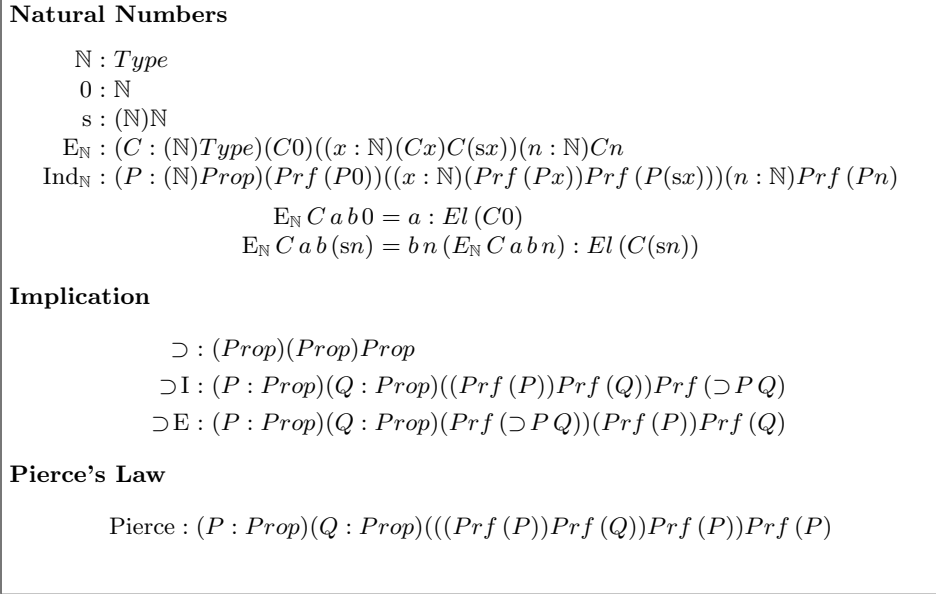 Natural Numbers
ℕ : Type
0 : ℕ
s : (ℕ)ℕ
E_ℕ : (C : (ℕ)Type)(C0)((x : ℕ)(Cx)C(sx))(n : ℕ)Cn
Ind_ℕ : (P : (ℕ)Prop)(Prf (P0))((x : ℕ)(Prf (Px))Prf (P(sx)))(n : ℕ)Prf (Pn)
E_ℕ C a b 0 = a : El (C0)
E_ℕ C a b (sn) = b n (E_ℕ C a b n) : El (C(sn))
Implication
⊃ : (Prop)(Prop)Prop
⊃I : (P : Prop)(Q : Prop)((Prf (P))Prf (Q))Prf (⊃ P Q)
⊃E : (P : Prop)(Q : Prop)(Prf (⊃ P Q))(Prf (P))Prf (Q)
Pierce's Law
Pierce : (P : Prop)(Q : Prop)(((Prf (P))Prf (Q))Prf (P))Prf (P)